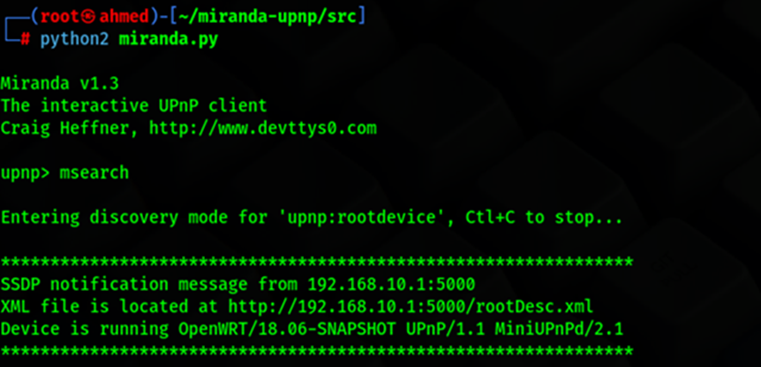 ┌──(root㉿ahmed)-[~/miranda-upnp/src]
└─# python2 miranda.py
Miranda v1.3
The interactive UPnP client
Craig Heffner, http://www.devttys0.com
upnp> msearch
Entering discovery mode for 'upnp:rootdevice', Ctl+C to stop...
****************************************************************
SSDP notification message from 192.168.10.1:5000
XML file is located at http://192.168.10.1:5000/rootDesc.xml
Device is running OpenWRT/18.06-SNAPSHOT UPnP/1.1 MiniUPnPd/2.1
****************************************************************